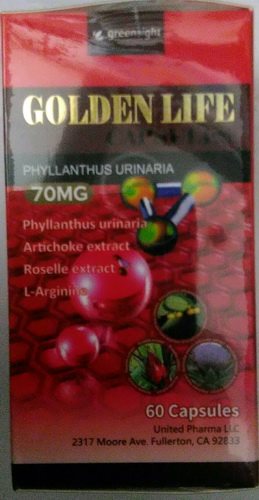 greensight
GOLDEN LIFE
PHYLLANTHUS URINARIA
70MG
Phyllanthus urinaria
Artichoke extract
Roselle extract
L-Arginine
60 Capsules
United Pharma LLC
2317 Moore Ave. Fullerton, CA 92833